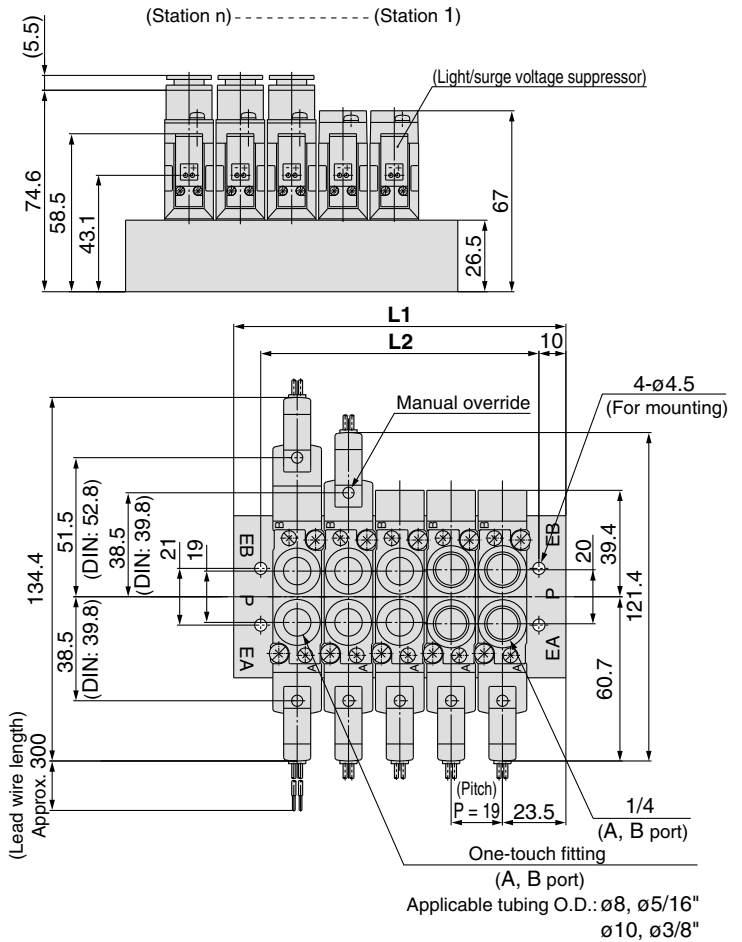 (Station n) - - - - - - - - - - - - - (Station 1)
(5.5)
(Light/surge voltage suppressor)
74.6
58.5
43.1
67
26.5
L1
L2
10
4-ø4.5
(For mounting)
Manual override
134.4
51.5
(DIN: 52.8)
38.5
(DIN: 39.8)
21
19
38.5
(DIN: 39.8)
EB
P
EA
B
B
B
B
B
A
A
A
A
A
EB
P
EA
20
39.4
121.4
60.7
(Lead wire length)
Approx. 300
(Pitch)
P = 19
23.5
1/4
(A, B port)
One-touch fitting
(A, B port)
Applicable tubing O.D.: ø8, ø5/16"
ø10, ø3/8"